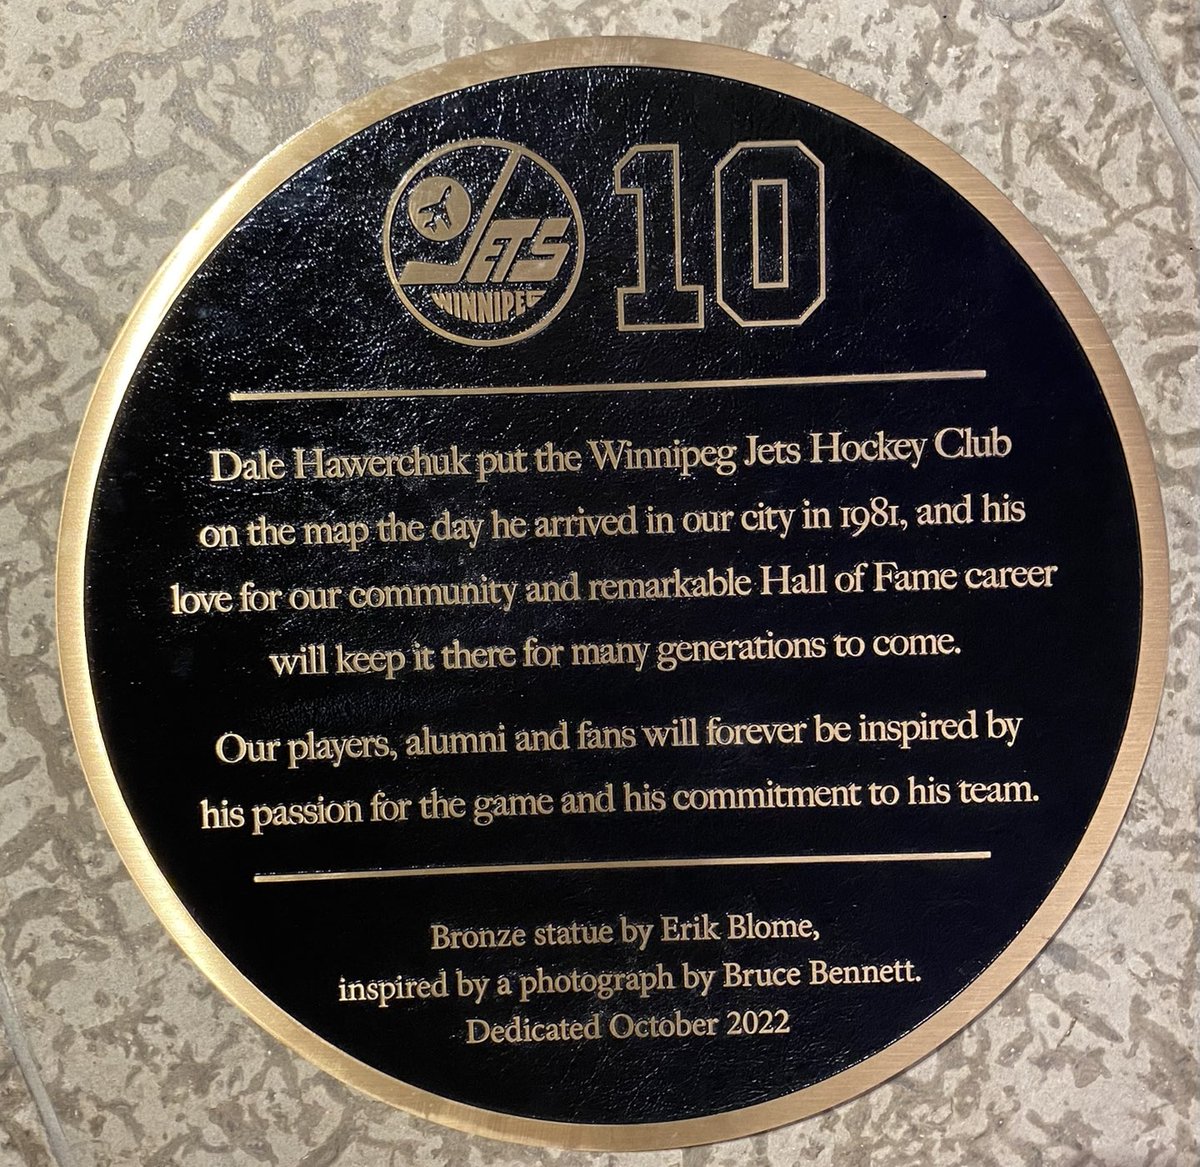 JETS 10
WINNIPEG
Dale Hawerchuk put the Winnipeg Jets Hockey Club
on the map the day he arrived in our city in 1981, and his
love for our community and remarkable Hall of Fame career
will keep it there for many generations to come.
Our players, alumni and fans will forever be inspired by
his passion for the game and his commitment to his team.
Bronze statue by Erik Blome,
inspired by a photograph by Bruce Bennett.
Dedicated October 2022